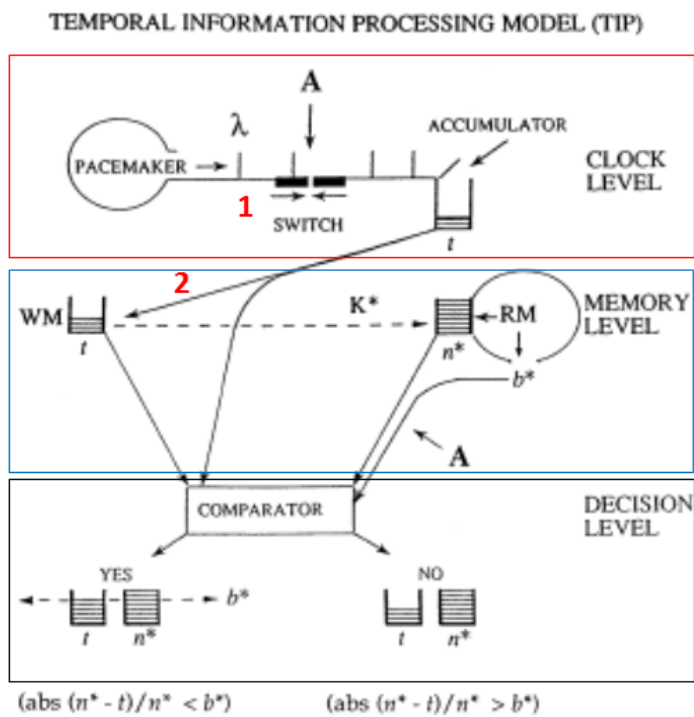 TEMPORAL INFORMATION PROCESSING MODEL (TIP)
A
λ
ACCUMULATOR
PACEMAKER
CLOCK
LEVEL
1
SWITCH
t
2
WM
t
K*
n*
RM
b*
MEMORY
LEVEL
A
COMPARATOR
DECISION
LEVEL
YES
NO
b*
t n*
t n*
(abs (n* - t)/n* < b*)
(abs (n* - t)/n* > b*)